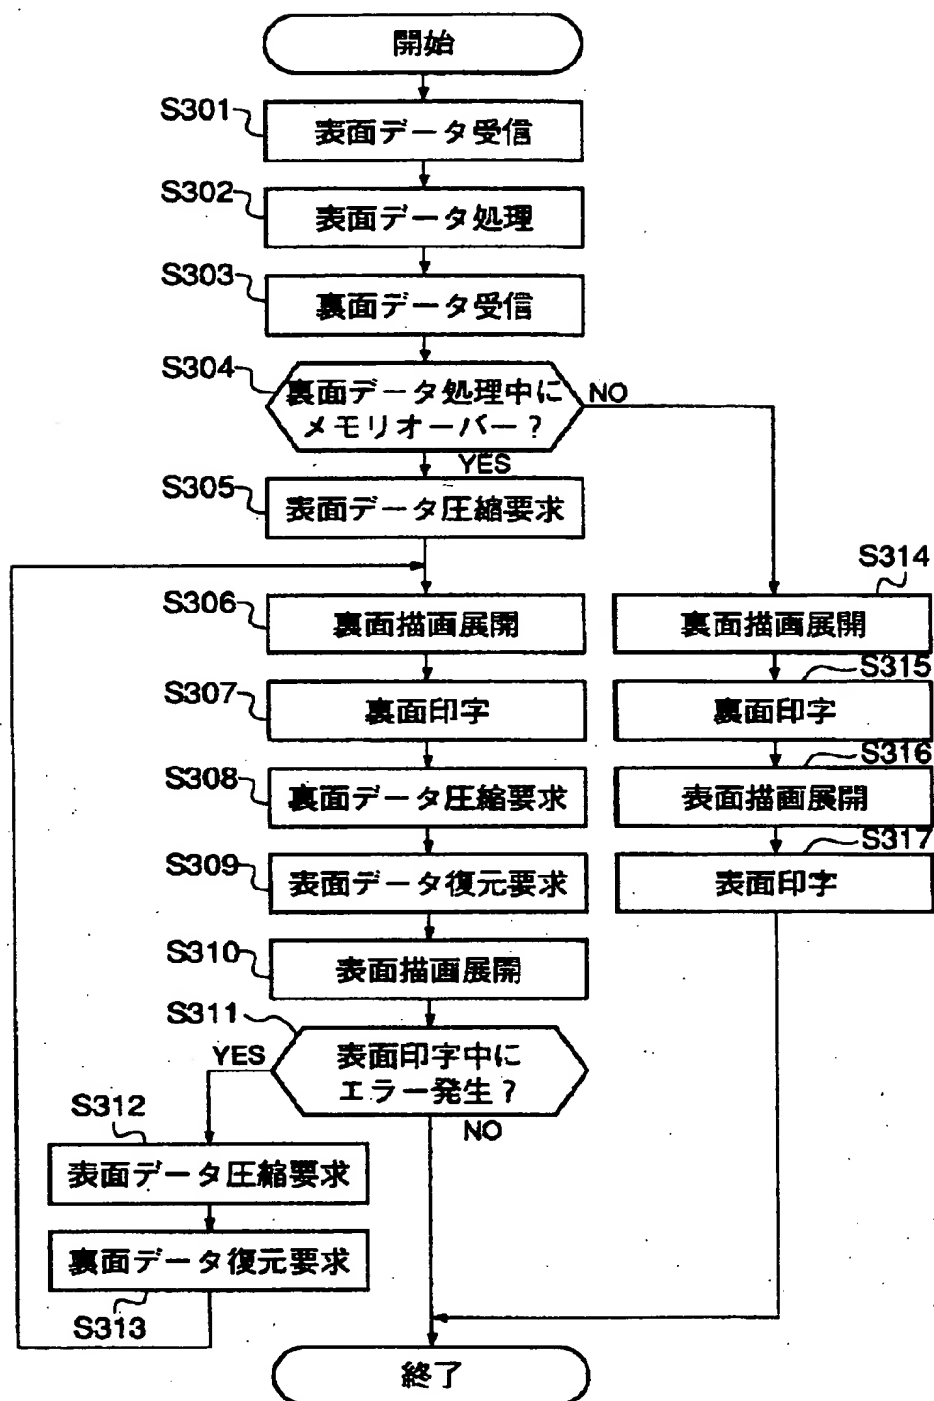 開始
S301
表面データ受信
S302
表面データ処理
S303
裏面データ受信
S304
裏面データ処理中に
メモリオーバー？
NO
YES
S305
表面データ圧縮要求
S306
裏面描画展開
S307
裏面印字
S308
裏面データ圧縮要求
S309
表面データ復元要求
S310
表面描画展開
S311
表面印字中に
エラー発生？
YES
NO
S312
表面データ圧縮要求
裏面データ復元要求
S313
S314
裏面描画展開
S315
裏面印字
S316
表面描画展開
S317
表面印字
終了